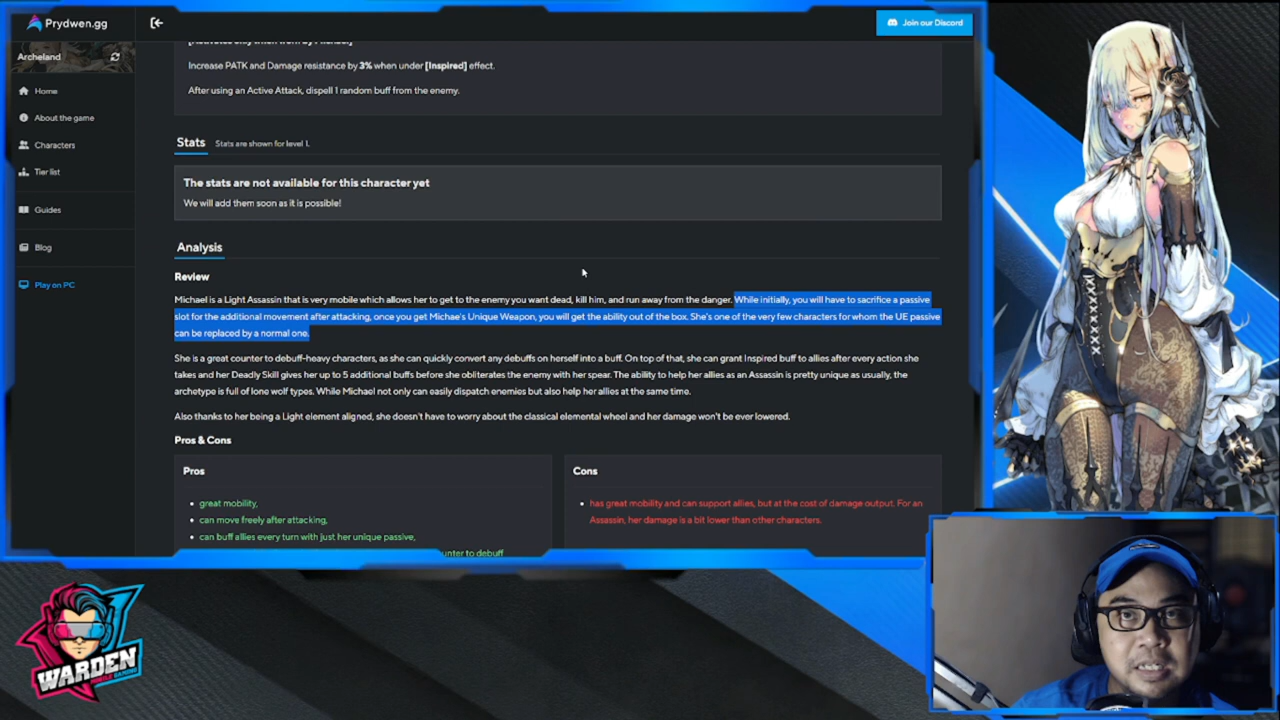 Prydwen.gg
Join our Discord
Archeland
Home
About the game
Characters
Tier list
Guides
Blog
Play on PC
Increase PATK and Damage resistance by 3% when under [Inspired] effect.
After using an Active Attack, dispell 1 random buff from the enemy.
Stats
Stats are shown for level 1.
The stats are not available for this character yet
We will add them soon as it is possible!
Analysis
Review
Michael is a Light Assassin that is very mobile which allows her to get to the enemy you want dead, kill him, and run away from the danger. While initially, you will have to sacrifice a passive
slot for the additional movement after attacking, once you get Michae's Unique Weapon, you will get the ability out of the box. She's one of the very few characters for whom the UE passive
can be replaced by a normal one.
She is a great counter to debuff-heavy characters, as she can quickly convert any debuffs on herself into a buff. On top of that, she can grant Inspired buff to allies after every action she
takes and her Deadly Skill gives her up to 5 additional buffs before she obliterates the enemy with her spear. The ability to help her allies as an Assassin is pretty unique as usually, the
archetype is full of lone wolf types. While Michael not only can easily dispatch enemies but also help her allies at the same time.
Also thanks to her being a Light element aligned, she doesn't have to worry about the classical elemental wheel and her damage won't be ever lowered.
Pros & Cons
Pros
great mobility,
can move freely after attacking,
can buff allies every turn with just her unique passive,
unter to debuff
Cons
has great mobility and can support allies, but at the cost of damage output. For an
Assassin, her damage is a bit lower than other characters.
WARDEN
MOBILE GAMING